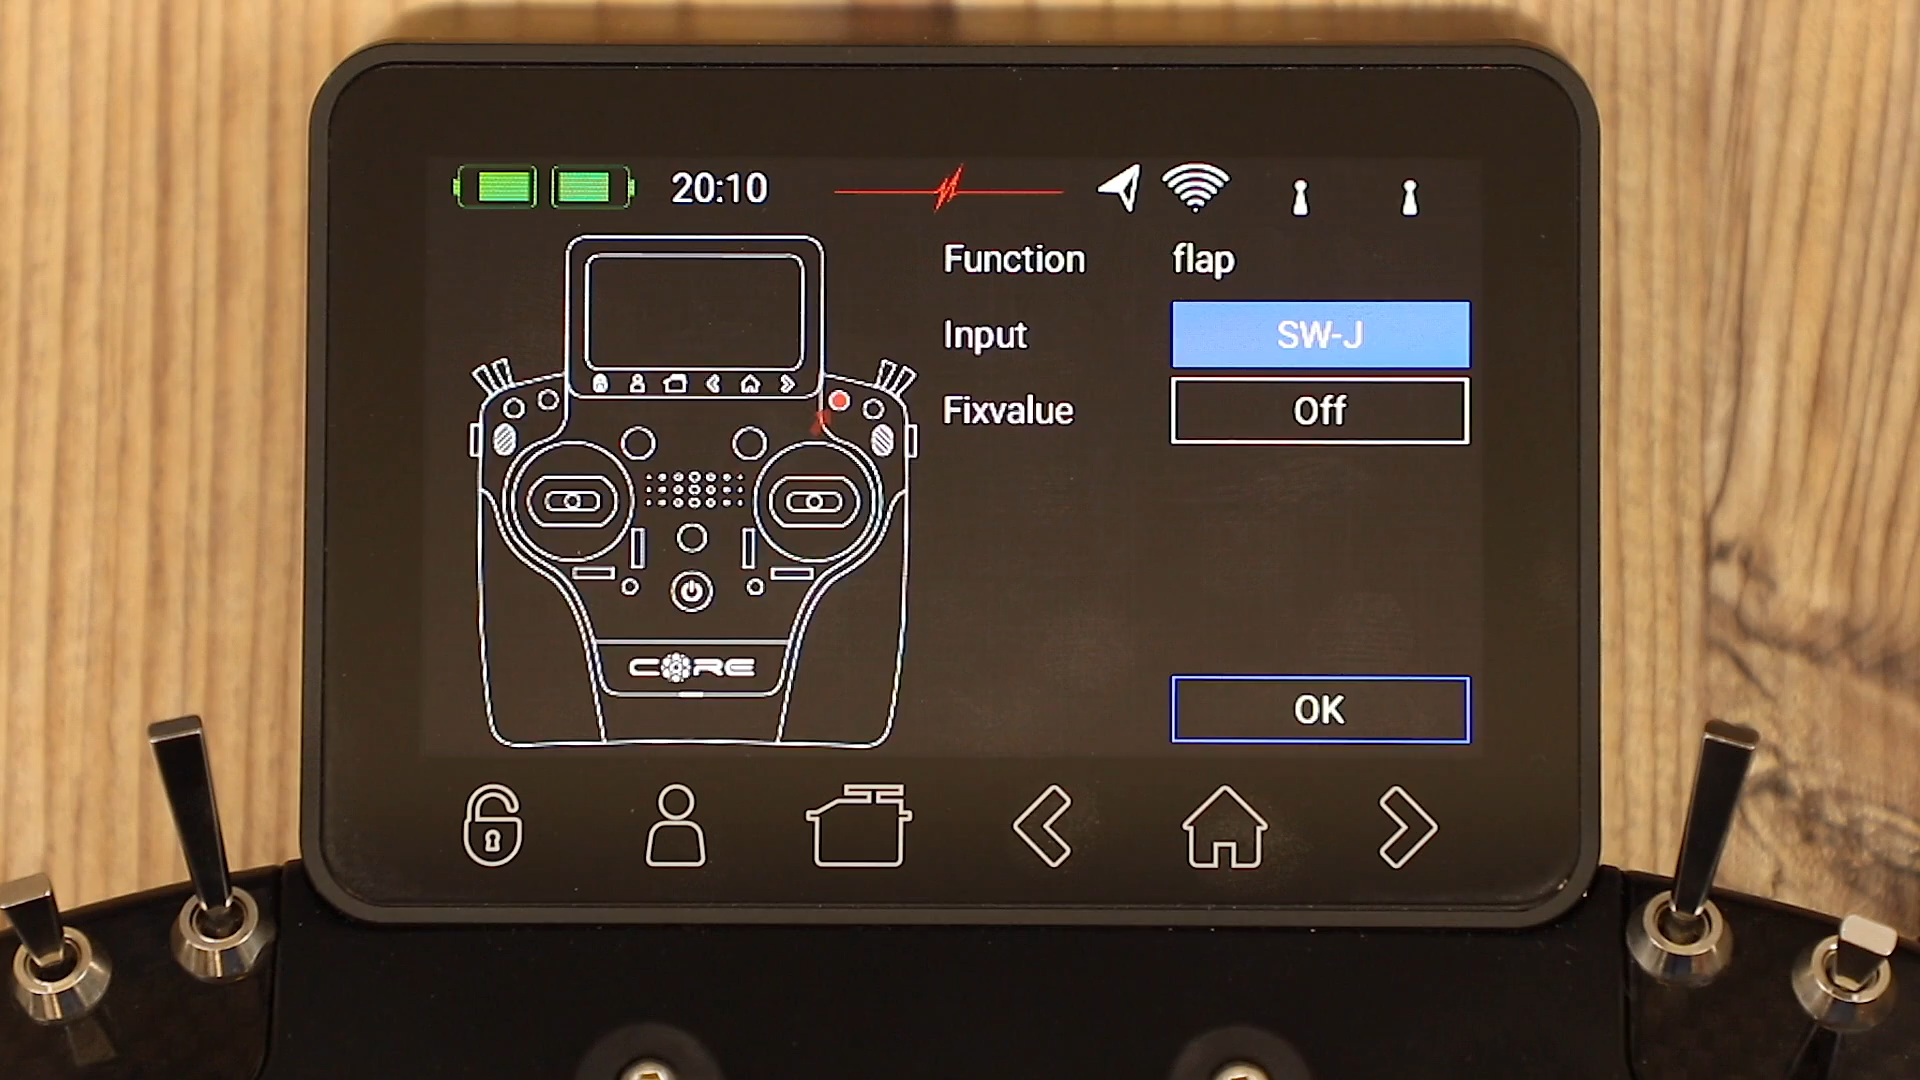 20:10
Function flap
Input SW-J
Fixvalue Off
CORE
OK